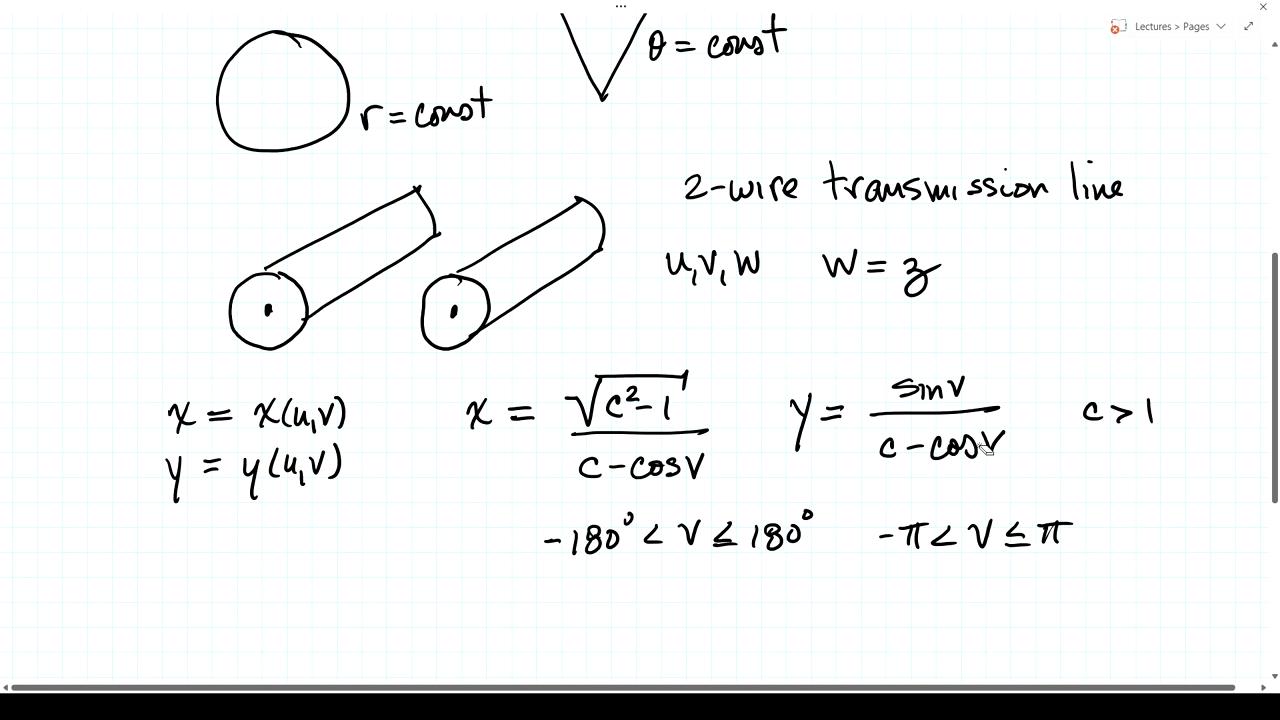 Lectures > Pages
θ = const
r = const
2-wire transmission line
u, v, w    w = z
x = x(u,v)    x = √(c²-1) / (c - cos v)    y = sin v / (c - cos v)    c > 1
y = y(u,v)
-180° < v ≤ 180°    -π < v ≤ π